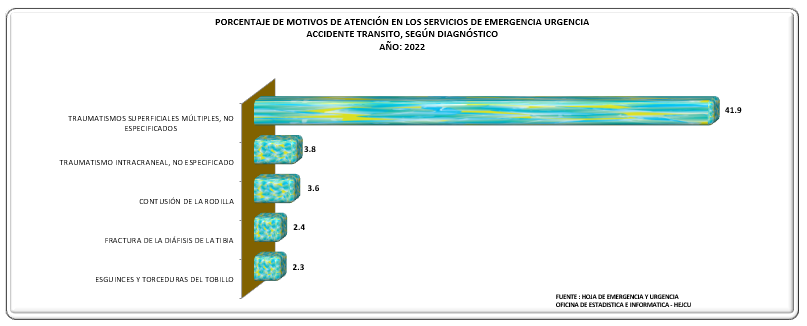 PORCENTAJE DE MOTIVOS DE ATENCIÓN EN LOS SERVICIOS DE EMERGENCIA URGENCIA
ACCIDENTE TRANSITO, SEGÚN DIAGNÓSTICO
AÑO: 2022
TRAUMATISMOS SUPERFICIALES MÚLTIPLES, NO
ESPECIFICADOS
41.9
TRAUMATISMO INTRACRANEAL, NO ESPECIFICADO
3.8
CONTUSIÓN DE LA RODILLA
3.6
FRACTURA DE LA DIÁFISIS DE LA TIBIA
2.4
ESGUINCES Y TORCEDURAS DEL TOBILLO
2.3
FUENTE : HOJA DE EMERGENCIA Y URGENCIA
OFICINA DE ESTADISTICA E INFORMATICA - HEJCU